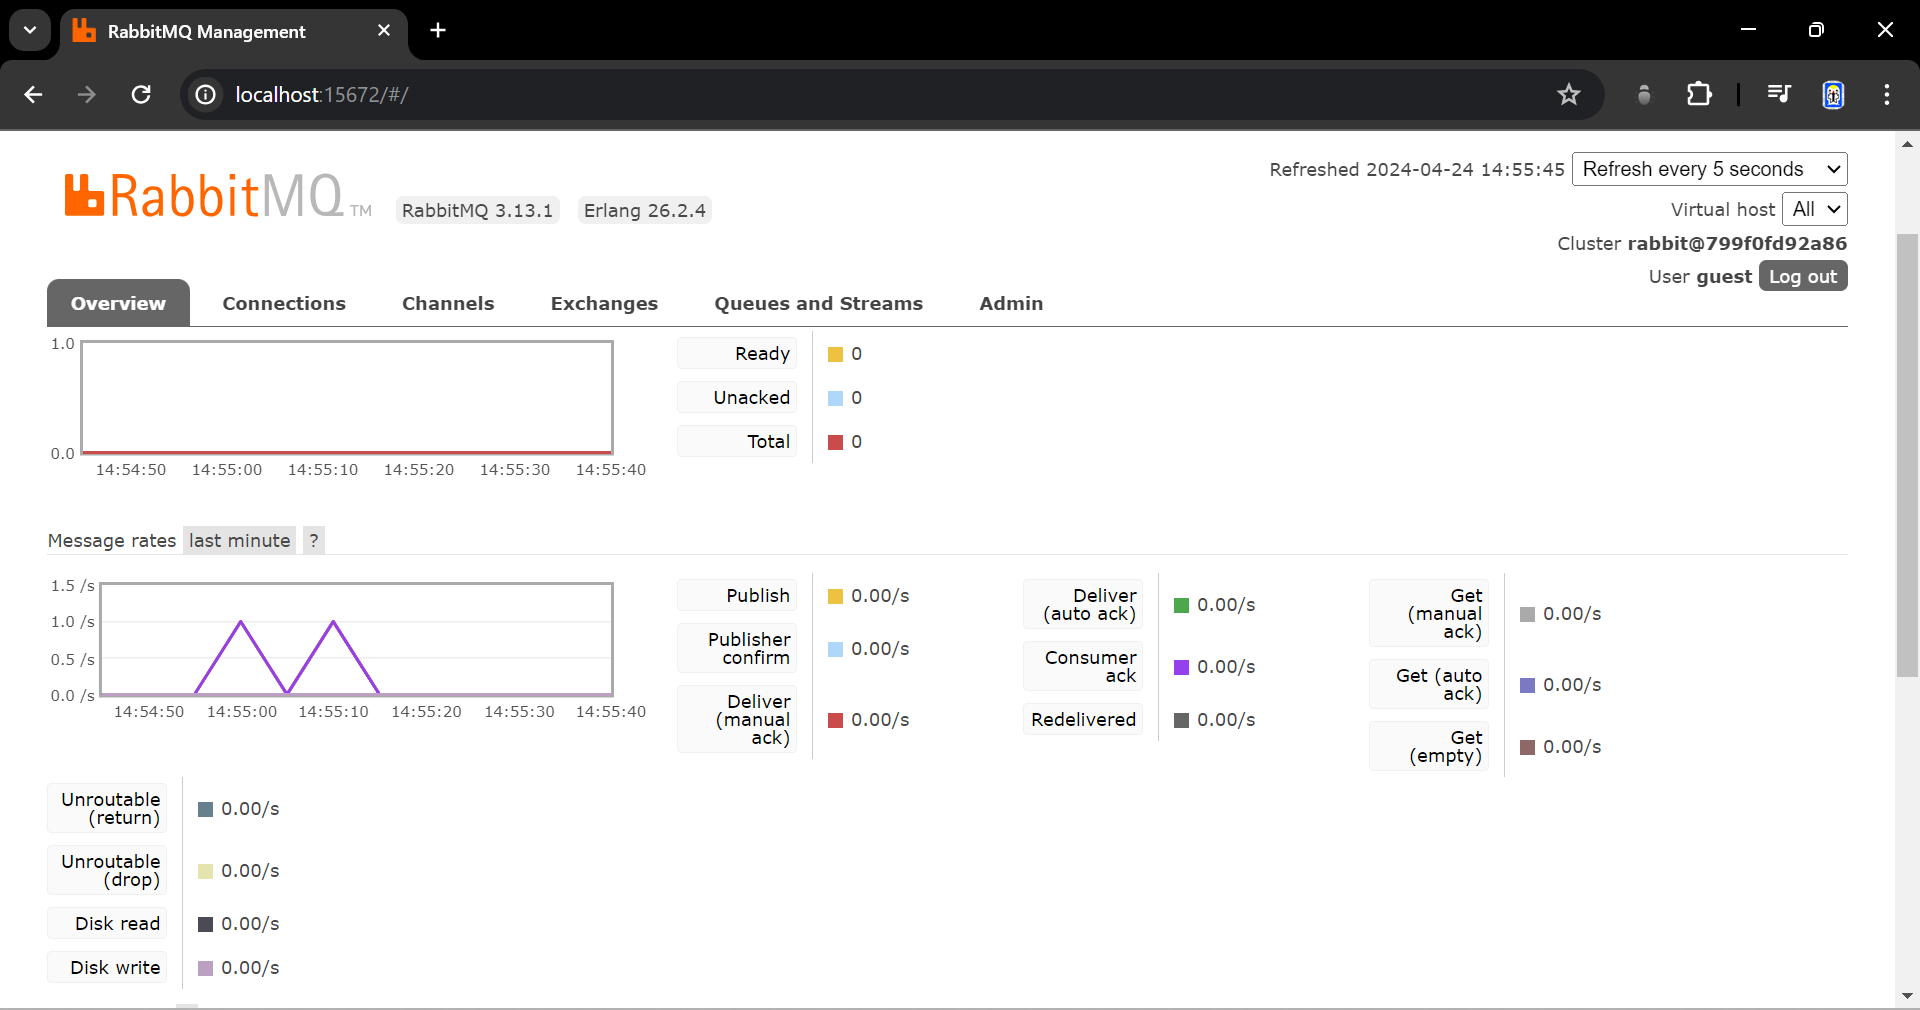 RabbitMQ Management
localhost:15672/#/
RabbitMQ TM
RabbitMQ 3.13.1
Erlang 26.2.4
Refreshed 2024-04-24 14:55:45
Refresh every 5 seconds
Virtual host
All
Cluster rabbit@799f0fd92a86
User guest
Log out
Overview
Connections
Channels
Exchanges
Queues and Streams
Admin
1.0
0.0
14:54:50
14:55:00
14:55:10
14:55:20
14:55:30
14:55:40
Ready
0
Unacked
0
Total
0
Message rates last minute ?
1.5 /s
1.0 /s
0.5 /s
0.0 /s
14:54:50
14:55:00
14:55:10
14:55:20
14:55:30
14:55:40
Publish
0.00/s
Publisher
confirm
0.00/s
Deliver
(manual
ack)
0.00/s
Deliver
(auto ack)
0.00/s
Consumer
ack
0.00/s
Redelivered
0.00/s
Get
(manual
ack)
0.00/s
Get (auto
ack)
0.00/s
Get
(empty)
0.00/s
Unroutable
(return)
0.00/s
Unroutable
(drop)
0.00/s
Disk read
0.00/s
Disk write
0.00/s